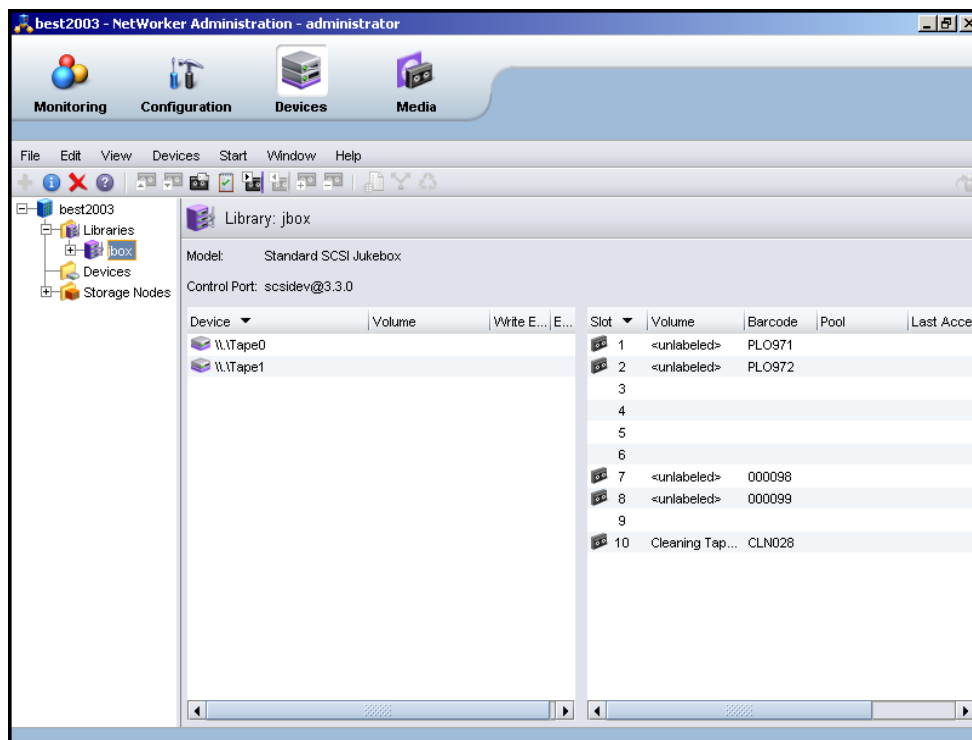 best2003 - NetWorker Administration - administrator
Monitoring Configuration Devices Media
File Edit View Devices Start Window Help
best2003
Libraries
jbox
Devices
Storage Nodes
Library: jbox
Model: Standard SCSI Jukebox
Control Port: scsidev@3.3.0
Device Volume Write E... E...
\\.\Tape0
\\.\Tape1
Slot Volume Barcode Pool Last Acce
1 <unlabeled> PLO971
2 <unlabeled> PLO972
3
4
5
6
7 <unlabeled> 000098
8 <unlabeled> 000099
9
10 Cleaning Tap... CLN028